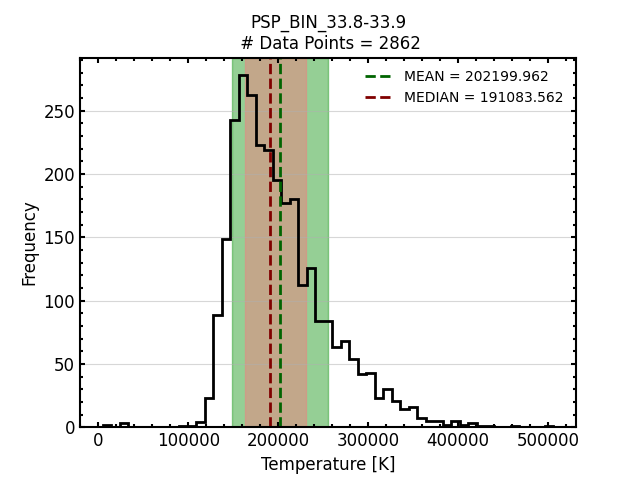 PSP_BIN_33.8-33.9
# Data Points = 2862
MEAN = 202199.962
MEDIAN = 191083.562
Frequency
250
200
150
100
50
0
0 100000 200000 300000 400000 500000
Temperature [K]